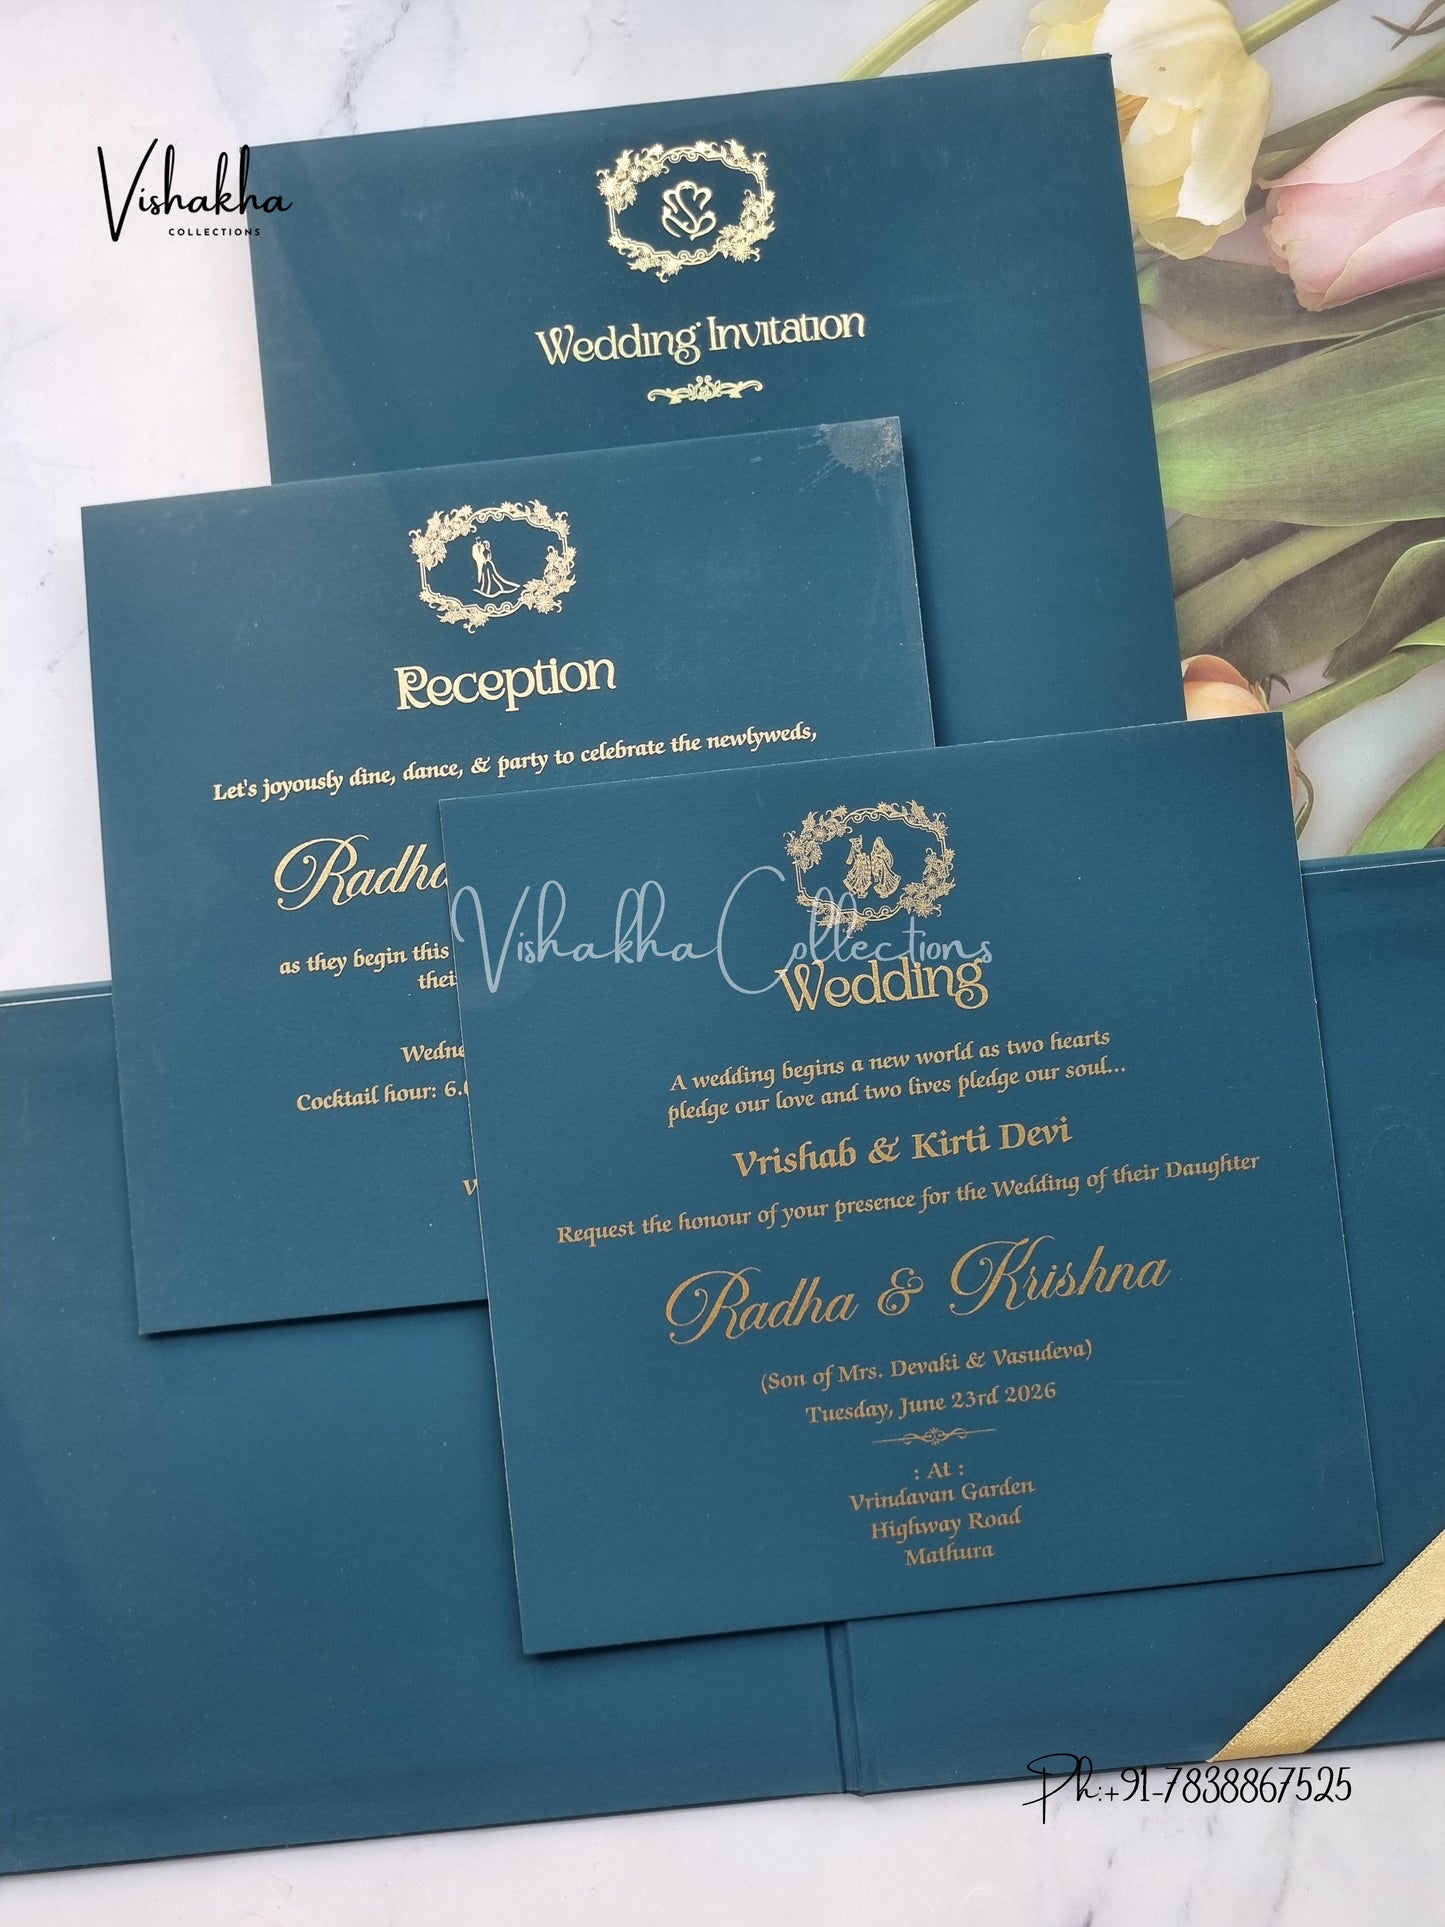 Vishakha
COLLECTIONS
Wedding Invitation
Reception
Let's joyously dine, dance, & party to celebrate the newlyweds,
Radha
as they begin this
their
Cocktail hour: 6.
Vishakha Collections
Wedding
A wedding begins a new world as two hearts
pledge our love and two lives pledge our soul...
Vrishab & Kirti Devi
Request the honour of your presence for the Wedding of their Daughter
Radha & Krishna
(Son of Mrs. Devaki & Vasudeva)
Tuesday, June 23rd 2026
: At :
Vrindavan Garden
Highway Road
Mathura
Ph:+91-7838867525